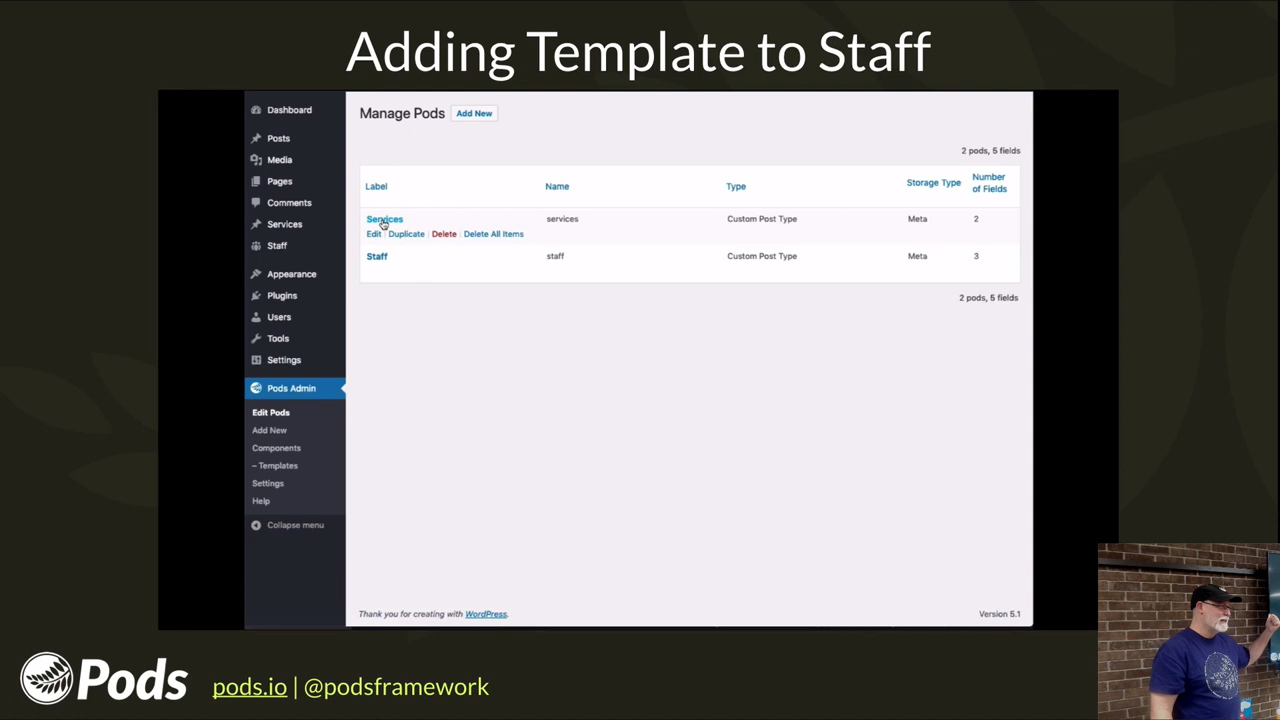 Adding Template to Staff
Dashboard
Posts
Media
Pages
Comments
Services
Staff
Appearance
Plugins
Users
Tools
Settings
Pods Admin
Edit Pods
Add New
Components
– Templates
Settings
Help
Collapse menu
Manage Pods Add New
2 pods, 5 fields
Label Name Type Storage Type Number of Fields
Services services Custom Post Type Meta 2
Edit | Duplicate | Delete | Delete All Items
Staff staff Custom Post Type Meta 3
2 pods, 5 fields
Thank you for creating with WordPress. Version 5.1
Pods pods.io | @podsframework